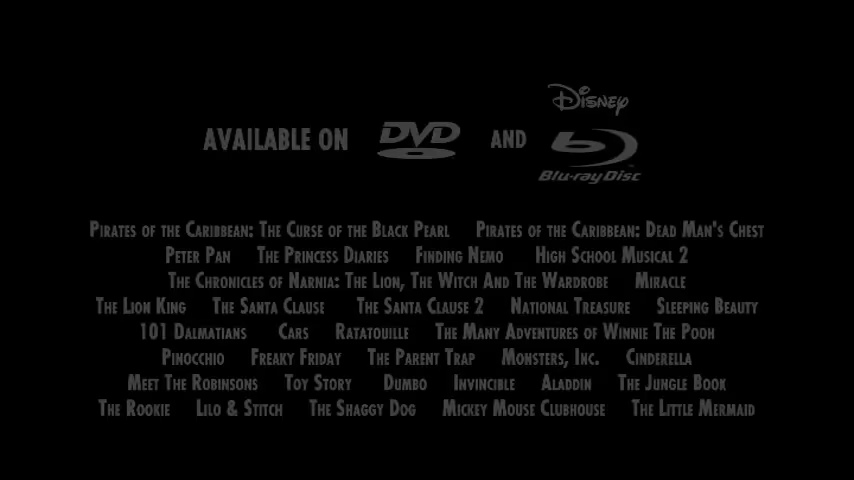 DISNEY
AVAILABLE ON DVD AND Blu-ray Disc
PIRATES OF THE CARIBBEAN: THE CURSE OF THE BLACK PEARL PIRATES OF THE CARIBBEAN: DEAD MAN'S CHEST
PETER PAN THE PRINCESS DIARIES FINDING NEMO HIGH SCHOOL MUSICAL 2
THE CHRONICLES OF NARNIA: THE LION, THE WITCH AND THE WARDROBE MIRACLE
THE LION KING THE SANTA CLAUSE THE SANTA CLAUSE 2 NATIONAL TREASURE SLEEPING BEAUTY
101 DALMATIANS CARS RATATOUILLE THE MANY ADVENTURES OF WINNIE THE POOH
PINOCCHIO FREAKY FRIDAY THE PARENT TRAP MONSTERS, INC. CINDERELLA
MEET THE ROBINSONS TOY STORY DUMBO INVINCIBLE ALADDIN THE JUNGLE BOOK
THE ROOKIE LILO & STITCH THE SHAGGY DOG MICKEY MOUSE CLUBHOUSE THE LITTLE MERMAID